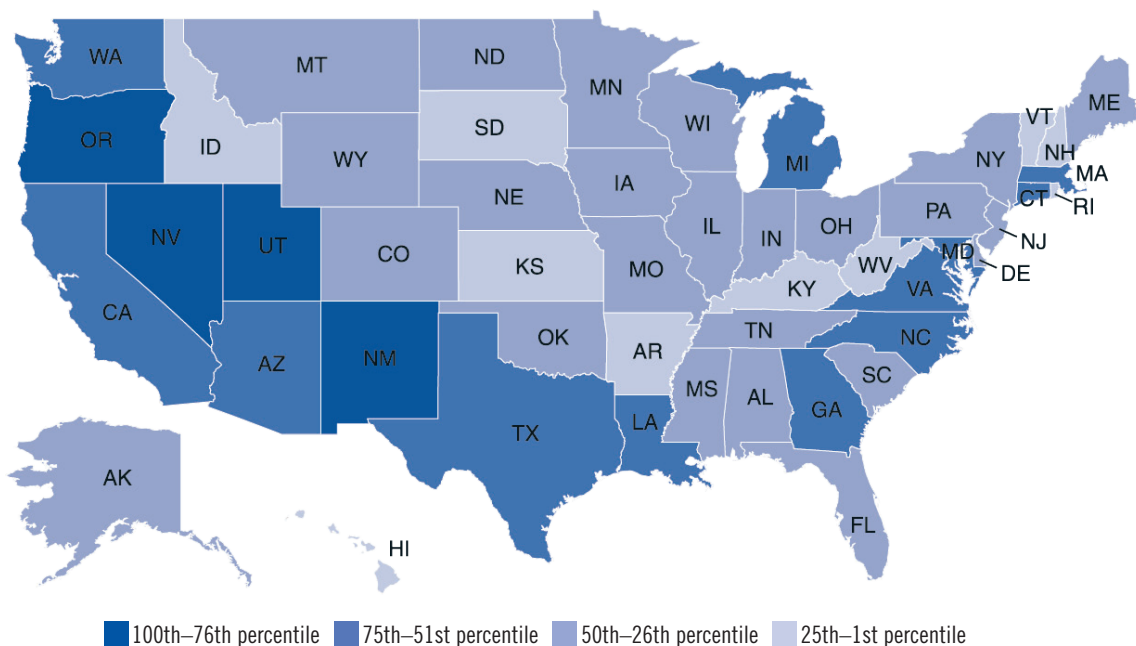 WA
MT
ND
MN
VT
ME
OR
ID
SD
WI
NH
WY
MI
NY
MA
IA
CT
RI
NE
PA
NV
UT
IL
IN
OH
NJ
CO
MD
KS
MO
WV
DE
CA
KY
VA
TN
NC
AZ
NM
OK
AR
SC
MS
AL
GA
TX
LA
AK
FL
HI
100th–76th percentile 75th–51st percentile 50th–26th percentile 25th–1st percentile